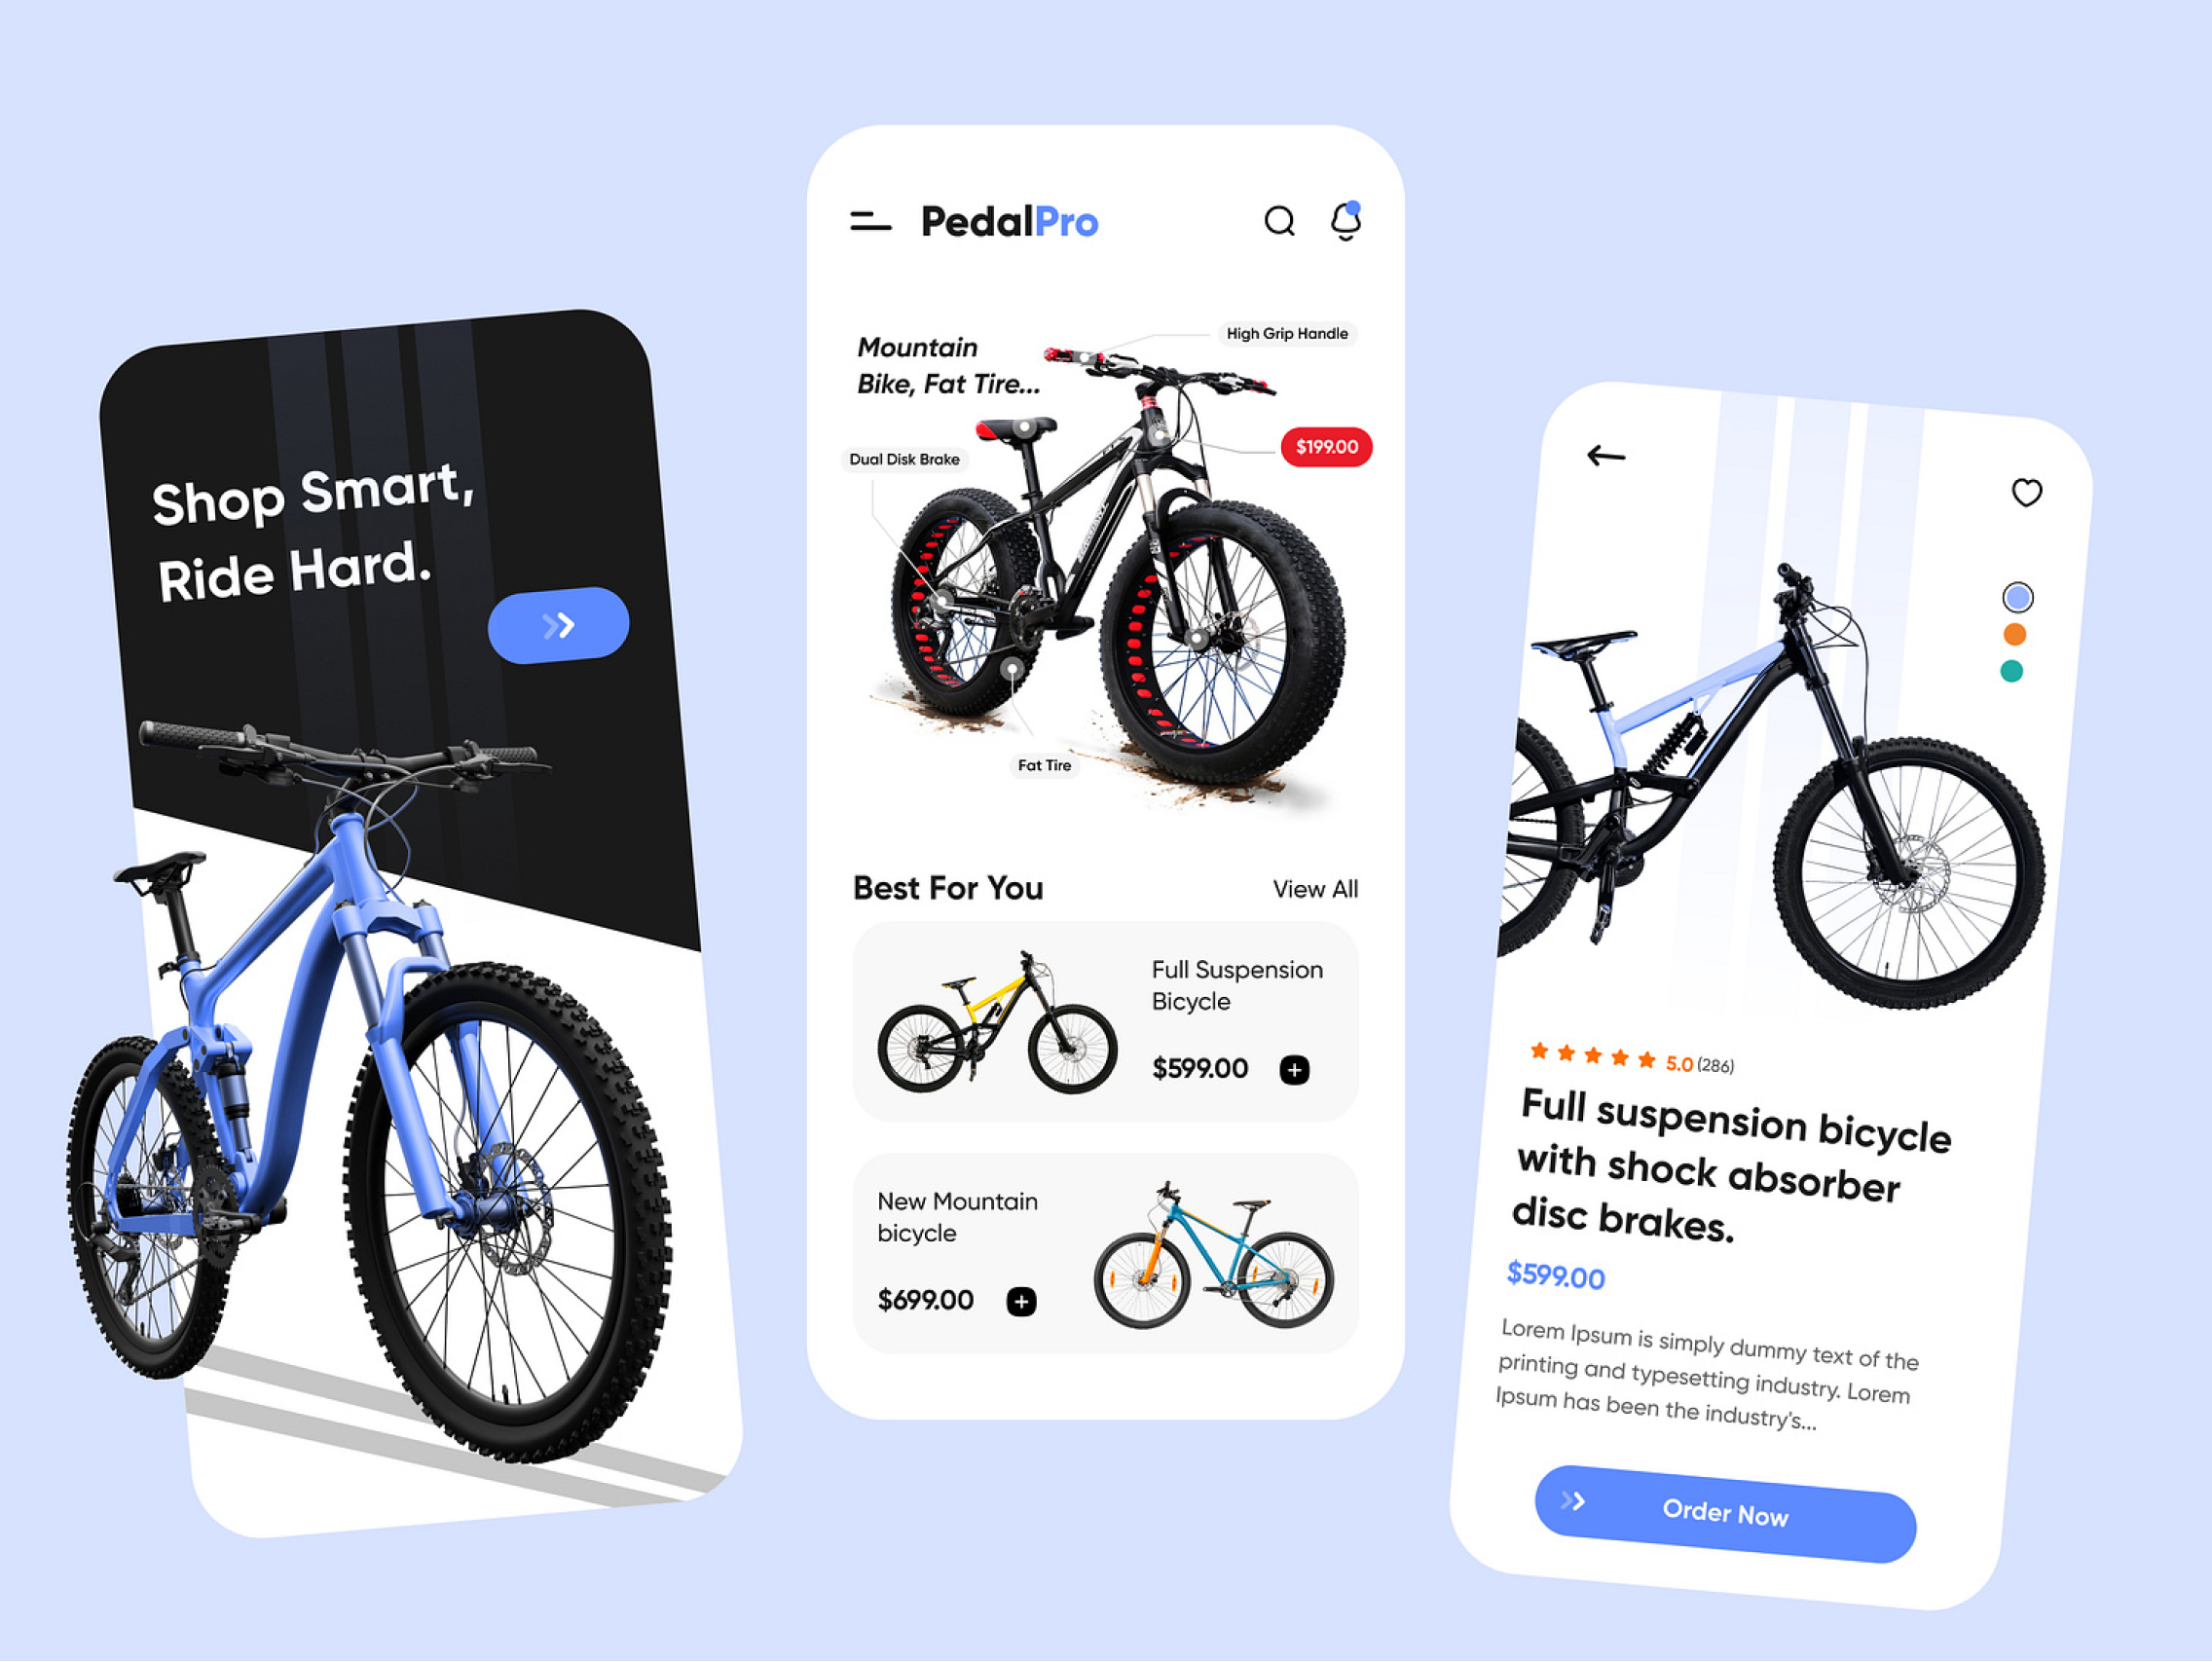 Shop Smart,
Ride Hard.
PedalPro
Mountain
Bike, Fat Tire...
High Grip Handle
$199.00
Dual Disk Brake
Fat Tire
Best For You
View All
Full Suspension
Bicycle
$599.00
New Mountain
bicycle
$699.00
5.0 (286)
Full suspension bicycle
with shock absorber
disc brakes.
$599.00
Lorem Ipsum is simply dummy text of the
printing and typesetting industry. Lorem
Ipsum has been the industry's...
Order Now